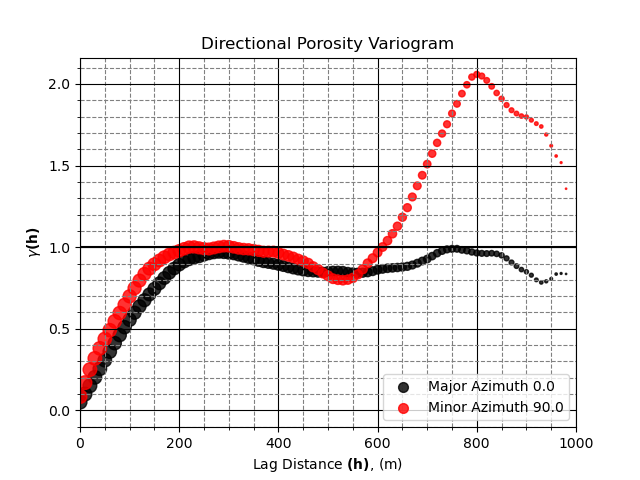 Directional Porosity Variogram
2.0
1.5
1.0
0.5
0.0
γ(h)
Major Azimuth 0.0
Minor Azimuth 90.0
0 200 400 600 800 1000
Lag Distance (h), (m)